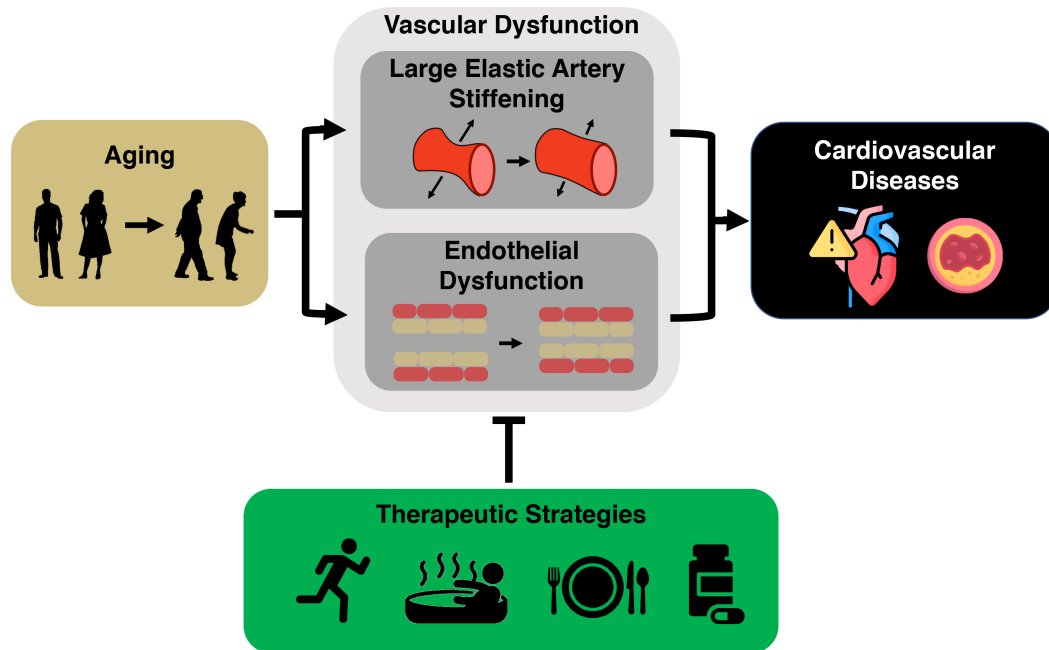 Vascular Dysfunction
Large Elastic Artery
Stiffening
Aging
Cardiovascular
Diseases
Endothelial
Dysfunction
Therapeutic Strategies